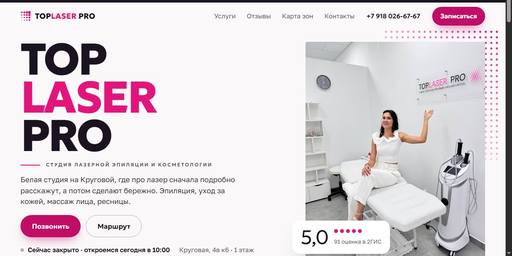 TOPLASER PRO
Услуги
Отзывы
Карта зон
Контакты
+7 918 026-67-67
Записаться
TOP
LASER
PRO
СТУДИЯ ЛАЗЕРНОЙ ЭПИЛЯЦИИ И КОСМЕТОЛОГИИ
Белая студия на Круговой, где про лазер сначала подробно
расскажут, а потом сделают бережно. Эпиляция, уход за
кожей, массаж лица, ресницы.
Позвонить
Маршрут
Сейчас закрыто · откроемся сегодня в 10:00
Круговая, 4в к6 · 1 этаж
TOPLASER PRO
5,0
91 оценка в 2ГИС